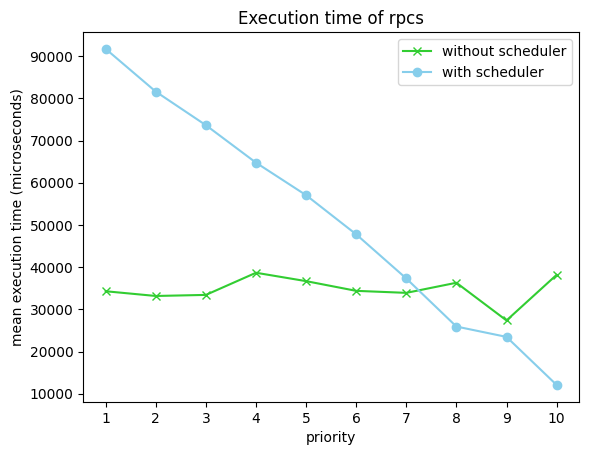 Execution time of rpcs
without scheduler
with scheduler
90000
80000
70000
60000
50000
40000
30000
20000
10000
mean execution time (microseconds)
1 2 3 4 5 6 7 8 9 10
priority